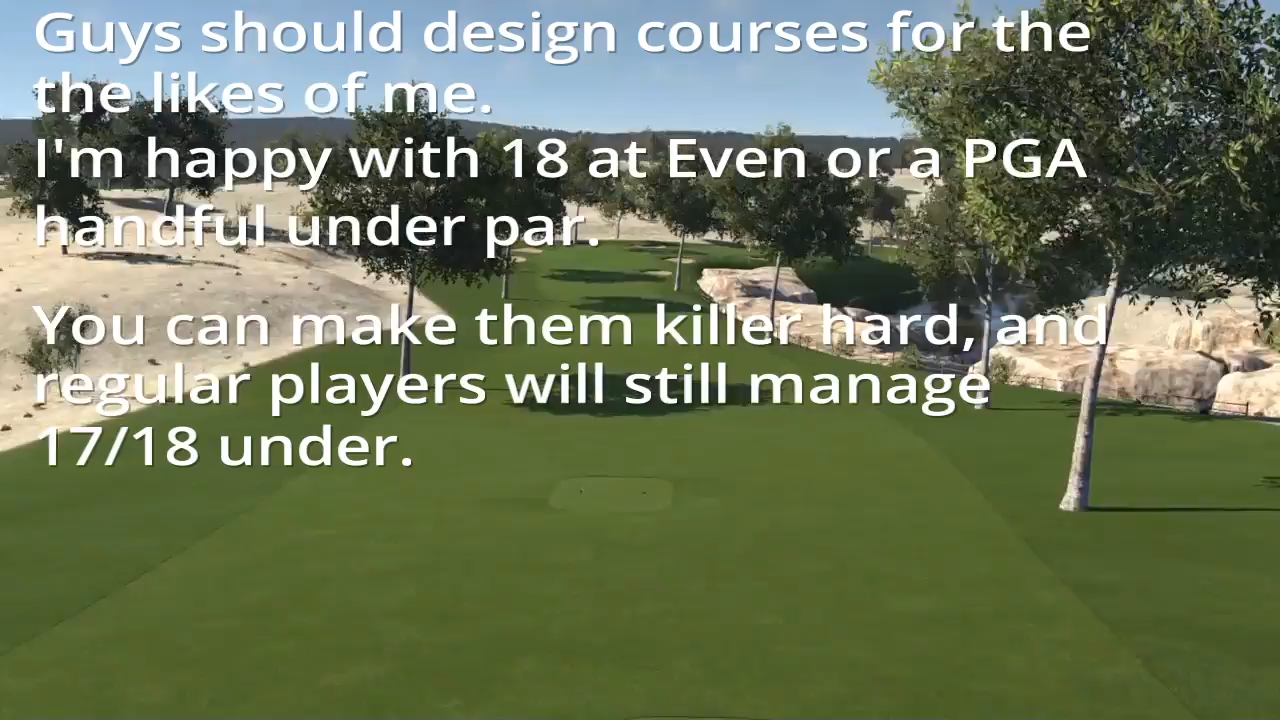 Guys should design courses for the
the likes of me.
I'm happy with 18 at Even or a PGA
handful under par.
You can make them killer hard, and
regular players will still manage
17/18 under.